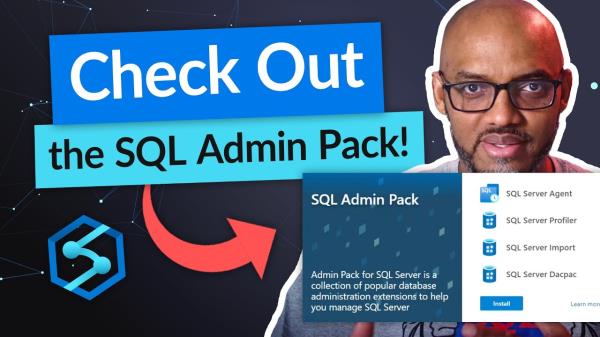 Check Out
the SQL Admin Pack!
SQL Admin Pack
Admin Pack for SQL Server is a
collection of popular database
administration extensions to help
you manage SQL Server
SQL Server Agent
SQL Server Profiler
SQL Server Import
SQL Server Dacpac
Install
Learn more